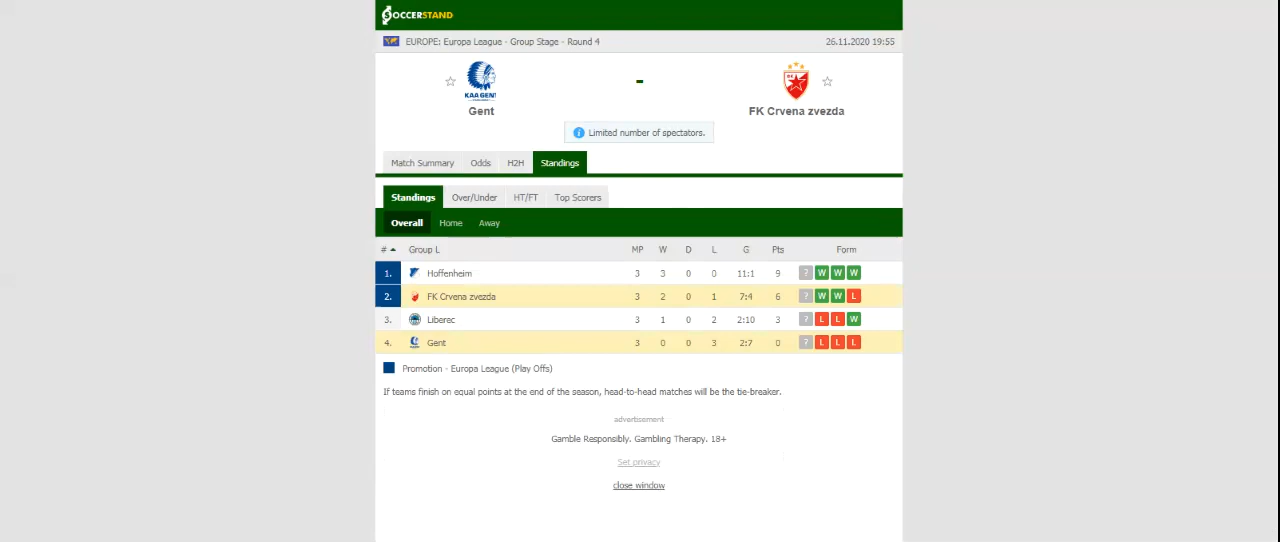 SOCCERSTAND
EUROPE: Europa League - Group Stage - Round 4 26.11.2020 19:55
KAA GENT
-
Gent FK Crvena zvezda
Limited number of spectators.
Match Summary Odds H2H Standings
Standings Over/Under HT/FT Top Scorers
Overall Home Away
# Group L MP W D L G Pts Form
1. Hoffenheim 3 3 0 0 11:1 9 ? W W W
2. FK Crvena zvezda 3 2 0 1 7:4 6 ? W W L
3. Liberec 3 1 0 2 2:10 3 ? L L W
4. Gent 3 0 0 3 2:7 0 ? L L L
Promotion - Europa League (Play Offs)
If teams finish on equal points at the end of the season, head-to-head matches will be the tie-breaker.
advertisement
Gamble Responsibly. Gambling Therapy. 18+
Set privacy
close window